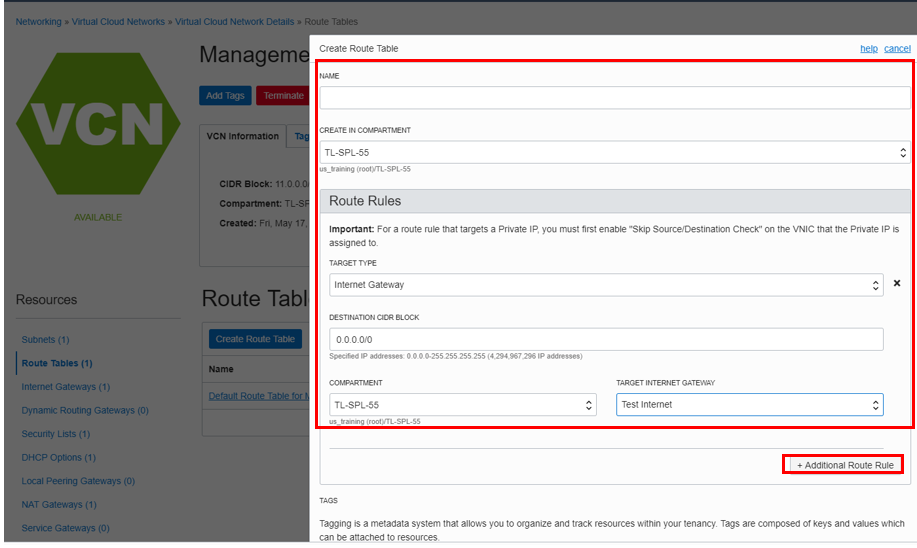 Networking » Virtual Cloud Networks » Virtual Cloud Network Details » Route Tables
VCN
AVAILABLE
Manageme
Add Tags Terminate
VCN Information Tag
CIDR Block: 11.0.0.0/
Compartment: TL-SP
Created: Fri, May 17,
Resources
Subnets (1)
Route Tables (1)
Internet Gateways (1)
Dynamic Routing Gateways (0)
Security Lists (1)
DHCP Options (1)
Local Peering Gateways (0)
NAT Gateways (1)
Service Gateways (0)
Route Tabl
Create Route Table
Name
Default Route Table for M
Create Route Table help cancel
NAME
CREATE IN COMPARTMENT
TL-SPL-55
us_training (root)/TL-SPL-55
Route Rules
Important: For a route rule that targets a Private IP, you must first enable "Skip Source/Destination Check" on the VNIC that the Private IP is
assigned to.
TARGET TYPE
Internet Gateway
DESTINATION CIDR BLOCK
0.0.0.0/0
Specified IP addresses: 0.0.0.0-255.255.255.255 (4,294,967,296 IP addresses)
COMPARTMENT TARGET INTERNET GATEWAY
TL-SPL-55 Test Internet
us_training (root)/TL-SPL-55
+ Additional Route Rule
TAGS
Tagging is a metadata system that allows you to organize and track resources within your tenancy. Tags are composed of keys and values which
can be attached to resources.